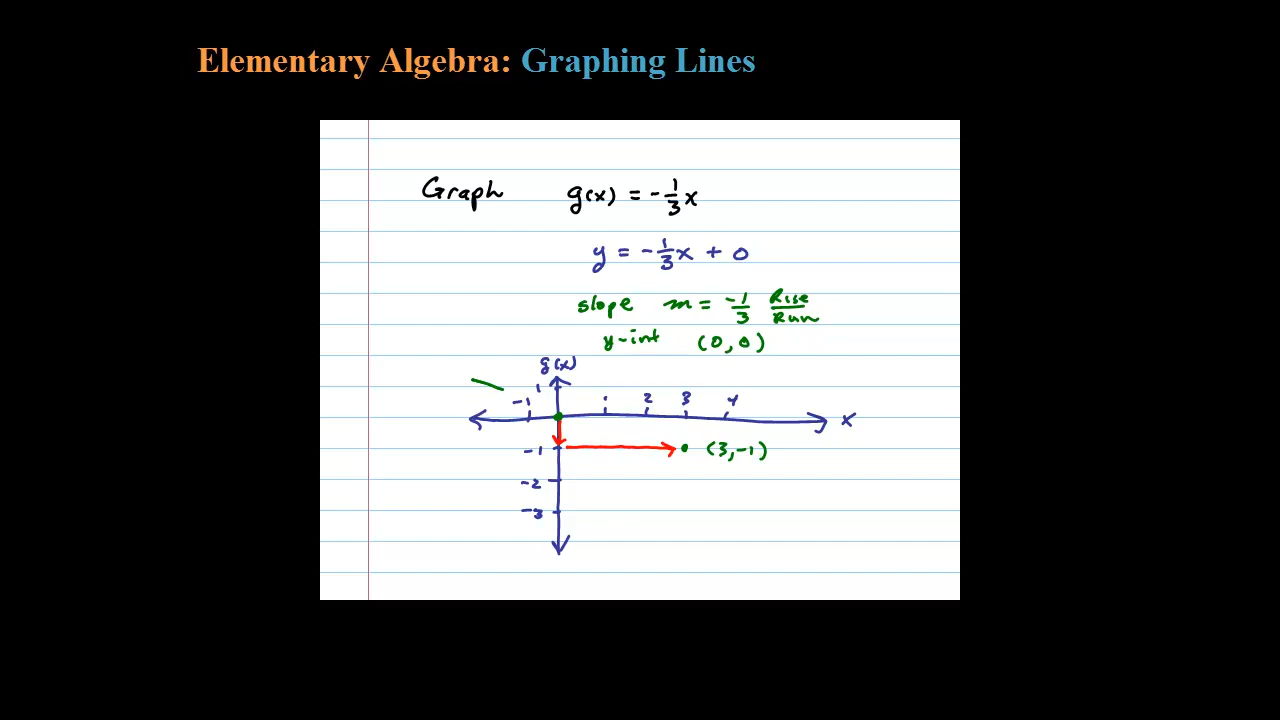 Elementary Algebra: Graphing Lines
Graph g(x) = -1/3 x
y = -1/3 x + 0
slope m = -1/3 Rise/Run
y-int (0, 0)
g(x)
1
-1 1 2 3 4
x
-1 (3, -1)
-2
-3